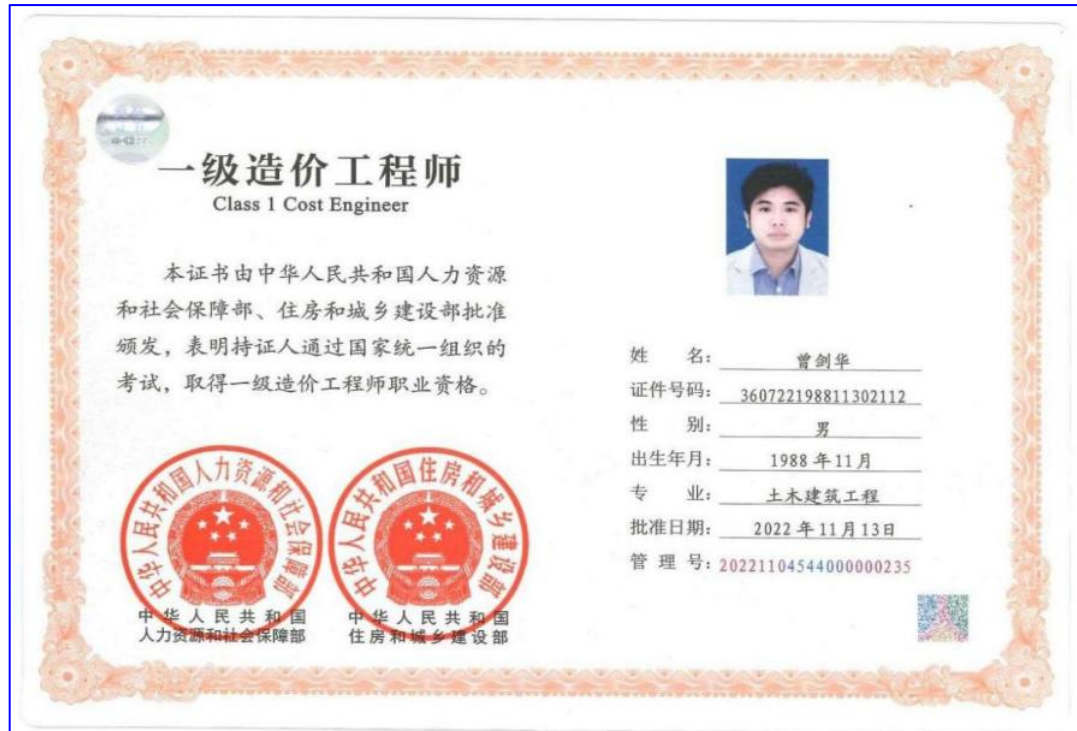 一级造价工程师
Class 1 Cost Engineer
本证书由中华人民共和国人力资源
和社会保障部、住房和城乡建设部批准
颁发，表明持证人通过国家统一组织的
考试，取得一级造价工程师职业资格。
中华人民共和国人力资源和社会保障部
中华人民共和国住房和城乡建设部
中华人民共和国
人力资源和社会保障部
中华人民共和国
住房和城乡建设部
姓 名： 曾剑华
证件号码： 360722198811302112
性 别： 男
出生年月： 1988年11月
专 业： 土木建筑工程
批准日期： 2022年11月13日
管 理 号： 20221104544000000235